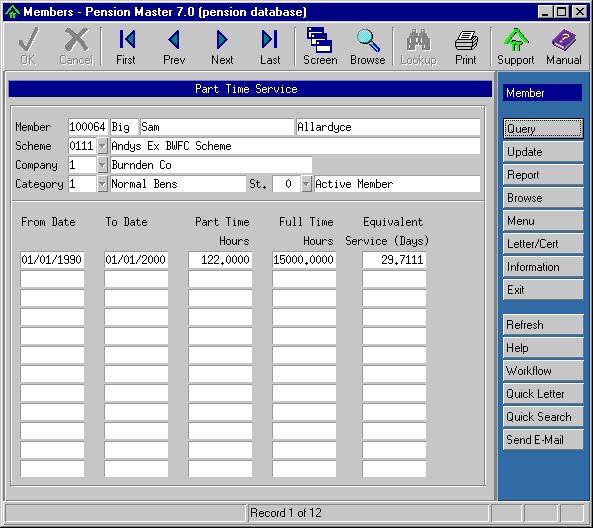 Members - Pension Master 7.0 (pension database)
OK Cancel First Prev Next Last Screen Browse Lookup Print Support Manual
Part Time Service
Member
Member 100064 Big Sam Allardyce
Scheme 0111 Andys Ex BWFC Scheme
Company 1 Burnden Co
Category 1 Normal Bens St. 0 Active Member
From Date To Date Part Time Full Time Equivalent
Hours Hours Service (Days)
01/01/1990 01/01/2000 122.0000 15000.0000 29.7111
Query
Update
Report
Browse
Menu
Letter/Cert
Information
Exit
Refresh
Help
Workflow
Quick Letter
Quick Search
Send E-Mail
Record 1 of 12